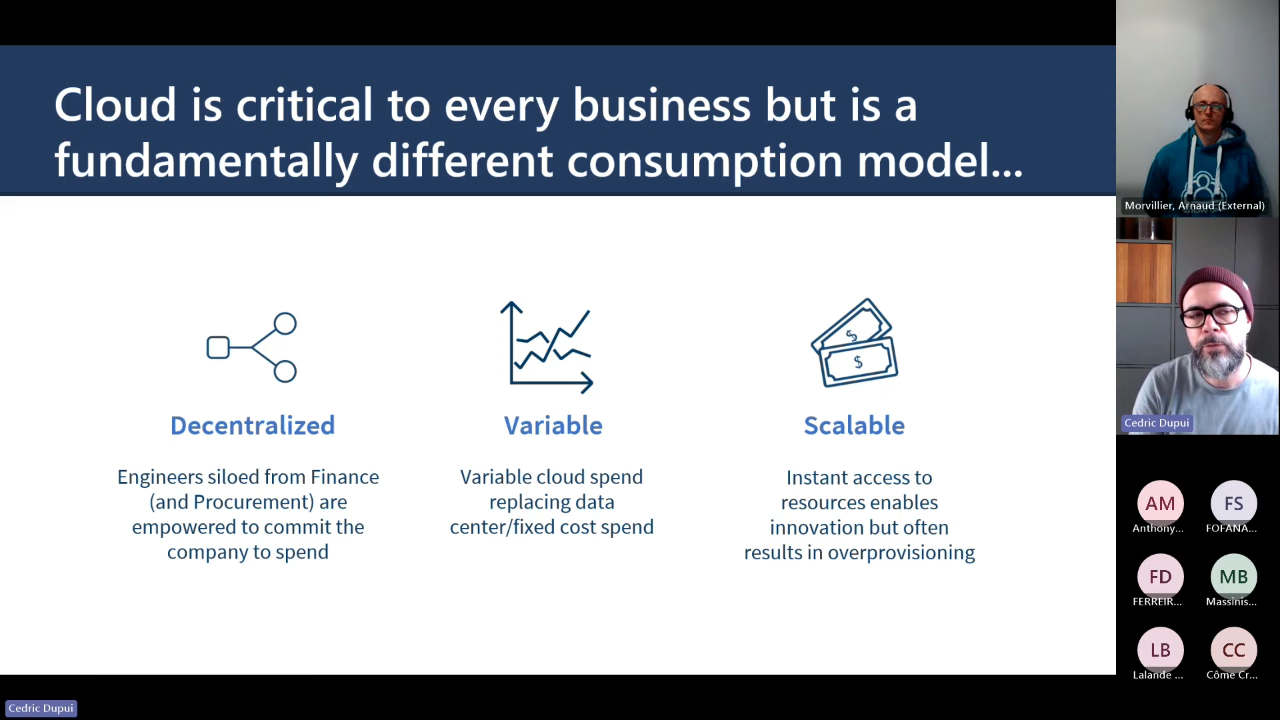 Cloud is critical to every business but is a
fundamentally different consumption model...
Decentralized
Engineers siloed from Finance
(and Procurement) are
empowered to commit the
company to spend
Variable
Variable cloud spend
replacing data
center/fixed cost spend
$
$
Scalable
Instant access to
resources enables
innovation but often
results in overprovisioning
Morvillier, Arnaud (External)
Cedric Dupui
AM
Anthony...
FS
FOFANA...
FD
FERREIR...
MB
Massinis...
LB
Lalande ...
CC
Côme Cr...
Cedric Dupui